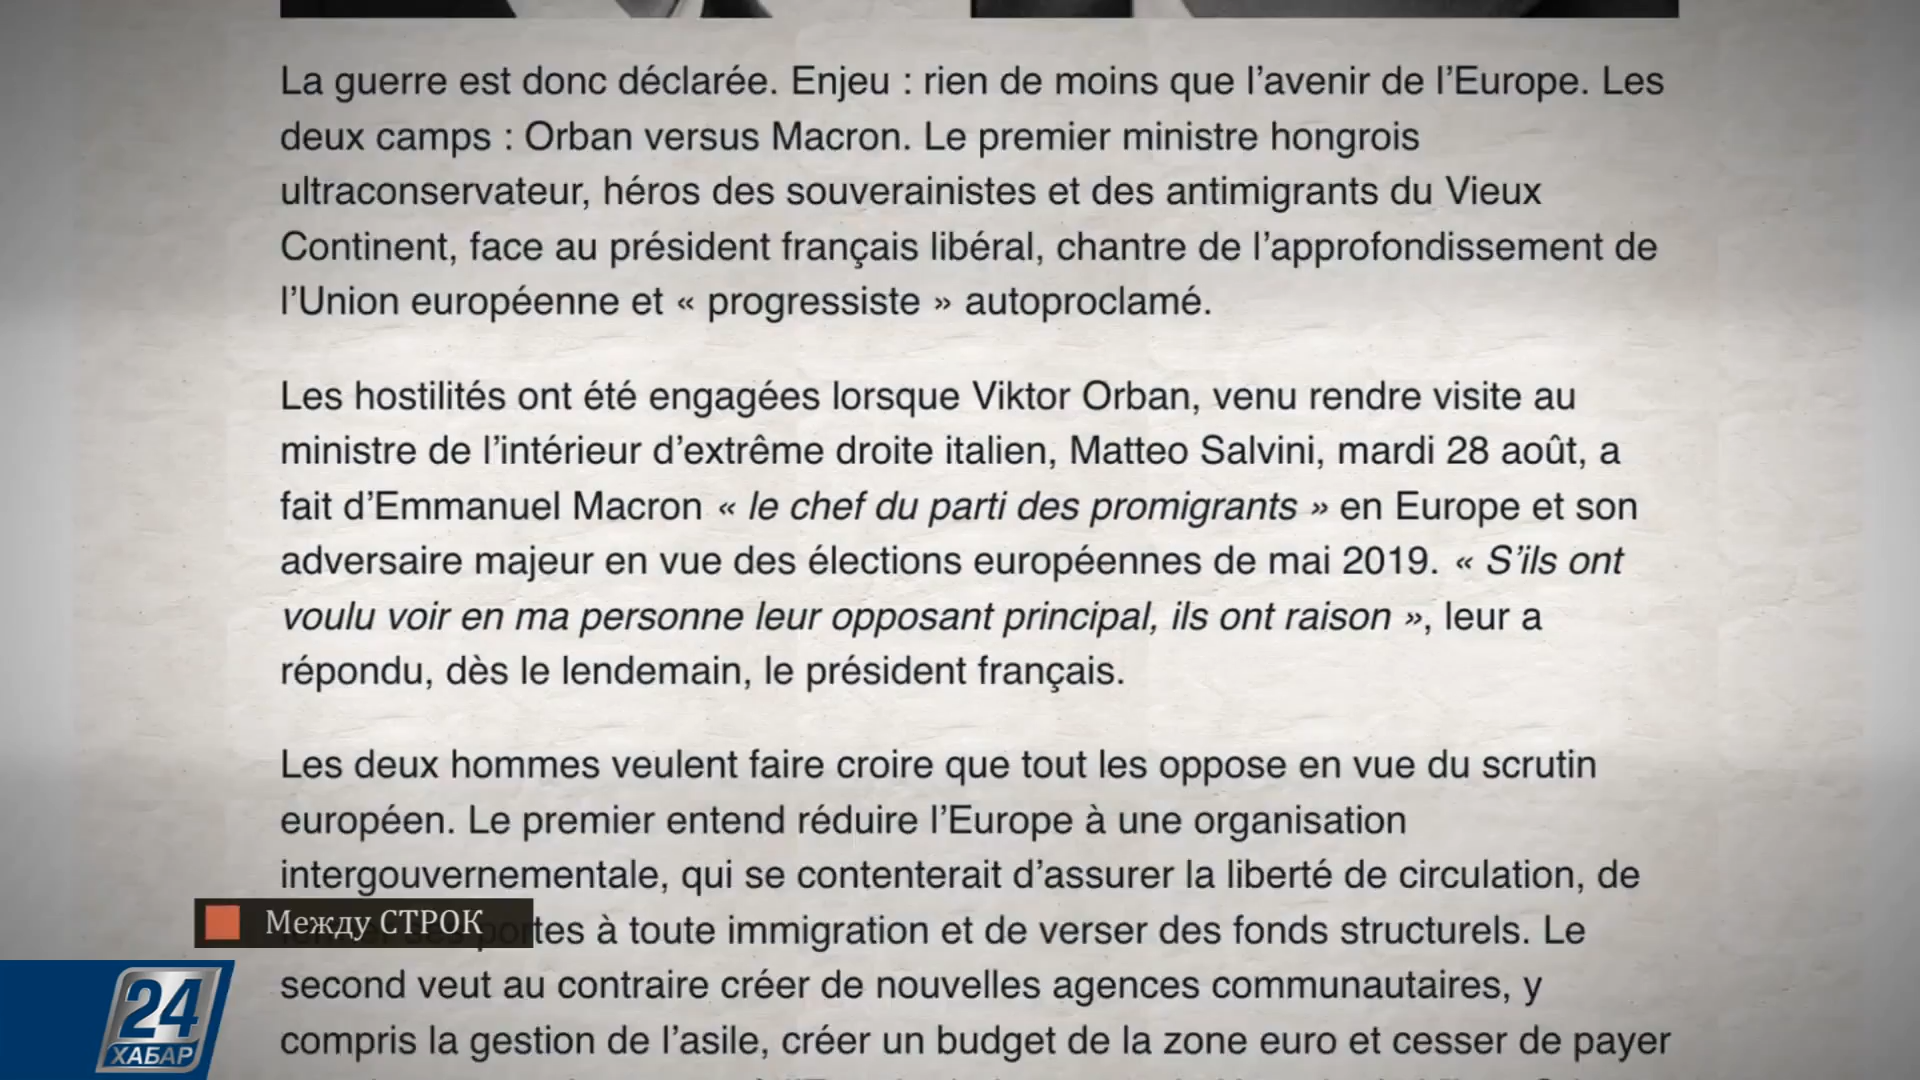 La guerre est donc déclarée. Enjeu : rien de moins que l’avenir de l’Europe. Les
deux camps : Orban versus Macron. Le premier ministre hongrois
ultraconservateur, héros des souverainistes et des antimigrants du Vieux
Continent, face au président français libéral, chantre de l’approfondissement de
l’Union européenne et « progressiste » autoproclamé.
Les hostilités ont été engagées lorsque Viktor Orban, venu rendre visite au
ministre de l’intérieur d’extrême droite italien, Matteo Salvini, mardi 28 août, a
fait d’Emmanuel Macron « le chef du parti des promigrants » en Europe et son
adversaire majeur en vue des élections européennes de mai 2019. « S’ils ont
voulu voir en ma personne leur opposant principal, ils ont raison », leur a
répondu, dès le lendemain, le président français.
Les deux hommes veulent faire croire que tout les oppose en vue du scrutin
européen. Le premier entend réduire l’Europe à une organisation
intergouvernementale, qui se contenterait d’assurer la liberté de circulation, de
portes à toute immigration et de verser des fonds structurels. Le
second veut au contraire créer de nouvelles agences communautaires, y
compris la gestion de l’asile, créer un budget de la zone euro et cesser de payer
Между СТРОК
24
ХАБАР